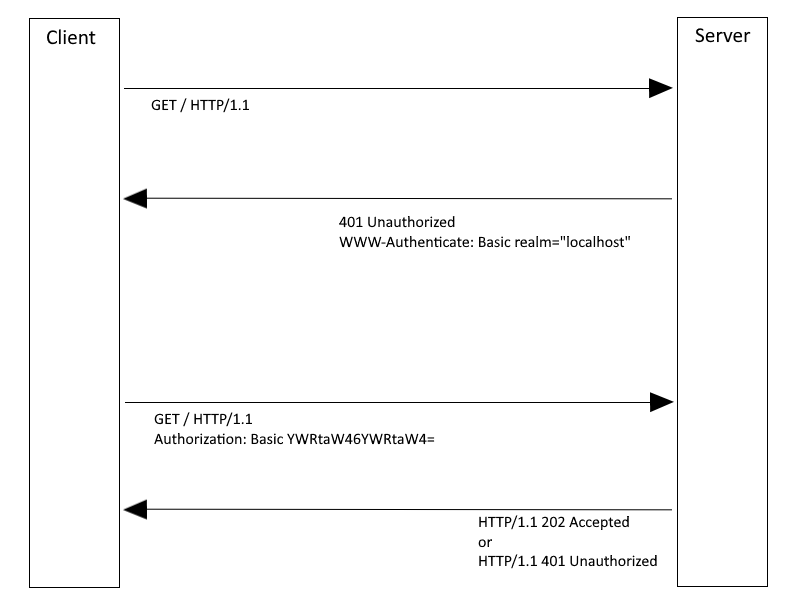 Client
Server
GET / HTTP/1.1
401 Unauthorized
WWW-Authenticate: Basic realm="localhost"
GET / HTTP/1.1
Authorization: Basic YWRtaW46YWRtaW4=
HTTP/1.1 202 Accepted
or
HTTP/1.1 401 Unauthorized